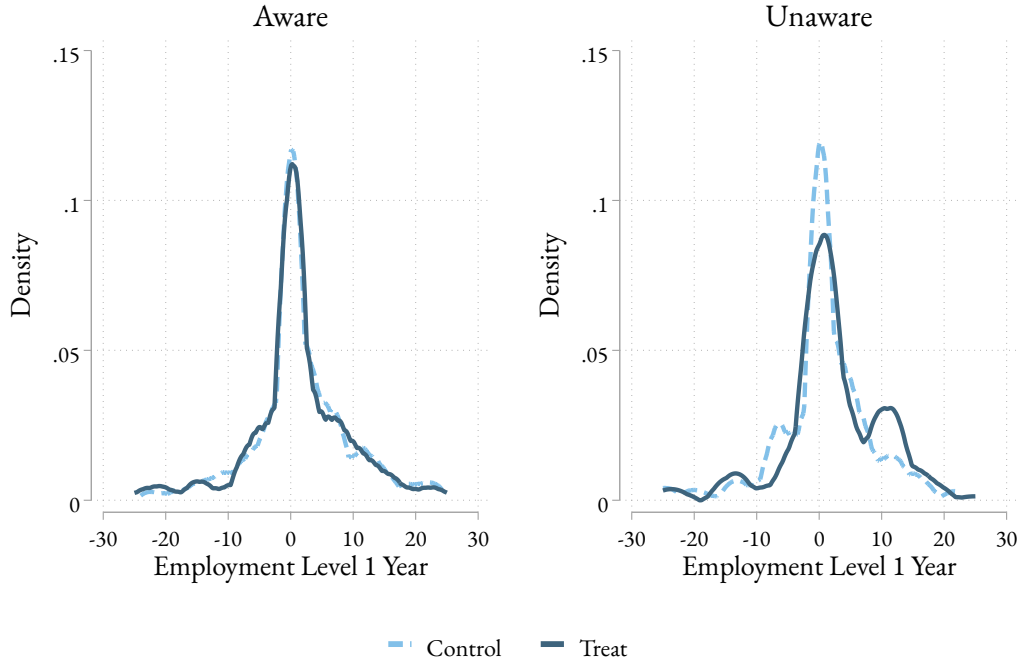 Aware
.15
.1
.05
0
Density
-30 -20 -10 0 10 20 30
Employment Level 1 Year
Unaware
.15
.1
.05
0
Density
-30 -20 -10 0 10 20 30
Employment Level 1 Year
Control Treat